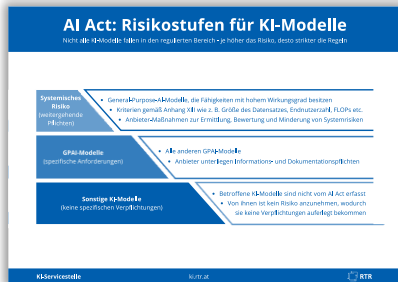 AI Act: Risikostufen für KI-Modelle
Nicht alle KI-Modelle fallen in den regulierten Bereich • je höher das Risiko, desto strikter die Regeln
Systemisches
Risiko
(weitergehende
Pflichten)
• General-Purpose-AI-Modelle, die Fähigkeiten mit hohem Wirkungsgrad besitzen
• Kriterien gemäß Anhang XIII wie z. B. Größe des Datensatzes, Endnutzerzahl, FLOPs etc.
• Anbieter-Maßnahmen zur Ermittlung, Bewertung und Minderung von Systemrisiken
GPAI-Modelle
(spezifische Anforderungen)
• Alle anderen GPAI-Modelle
• Anbieter unterliegen Informations- und Dokumentationspflichten
Sonstige KI-Modelle
(keine spezifischen Verpflichtungen)
• Betroffene KI-Modelle sind nicht vom AI Act erfasst
• Von ihnen ist kein Risiko anzunehmen, wodurch
sie keine Verpflichtungen auferlegt bekommen
KI-Servicestelle
ki.rtr.at
RTR